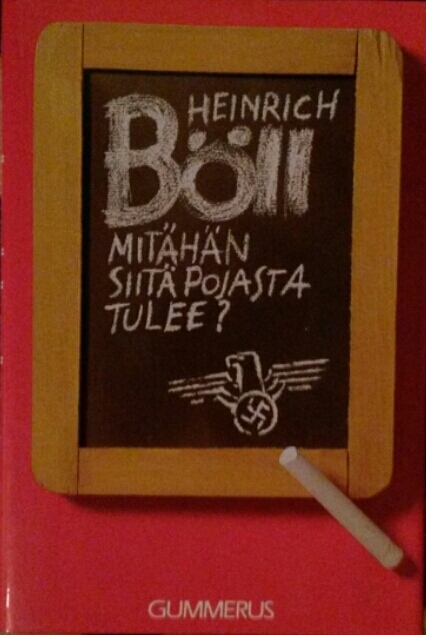 HEINRICH
Böll
MITÄHÄN
SIITÄ POJASTA
TULEE?
GUMMERUS